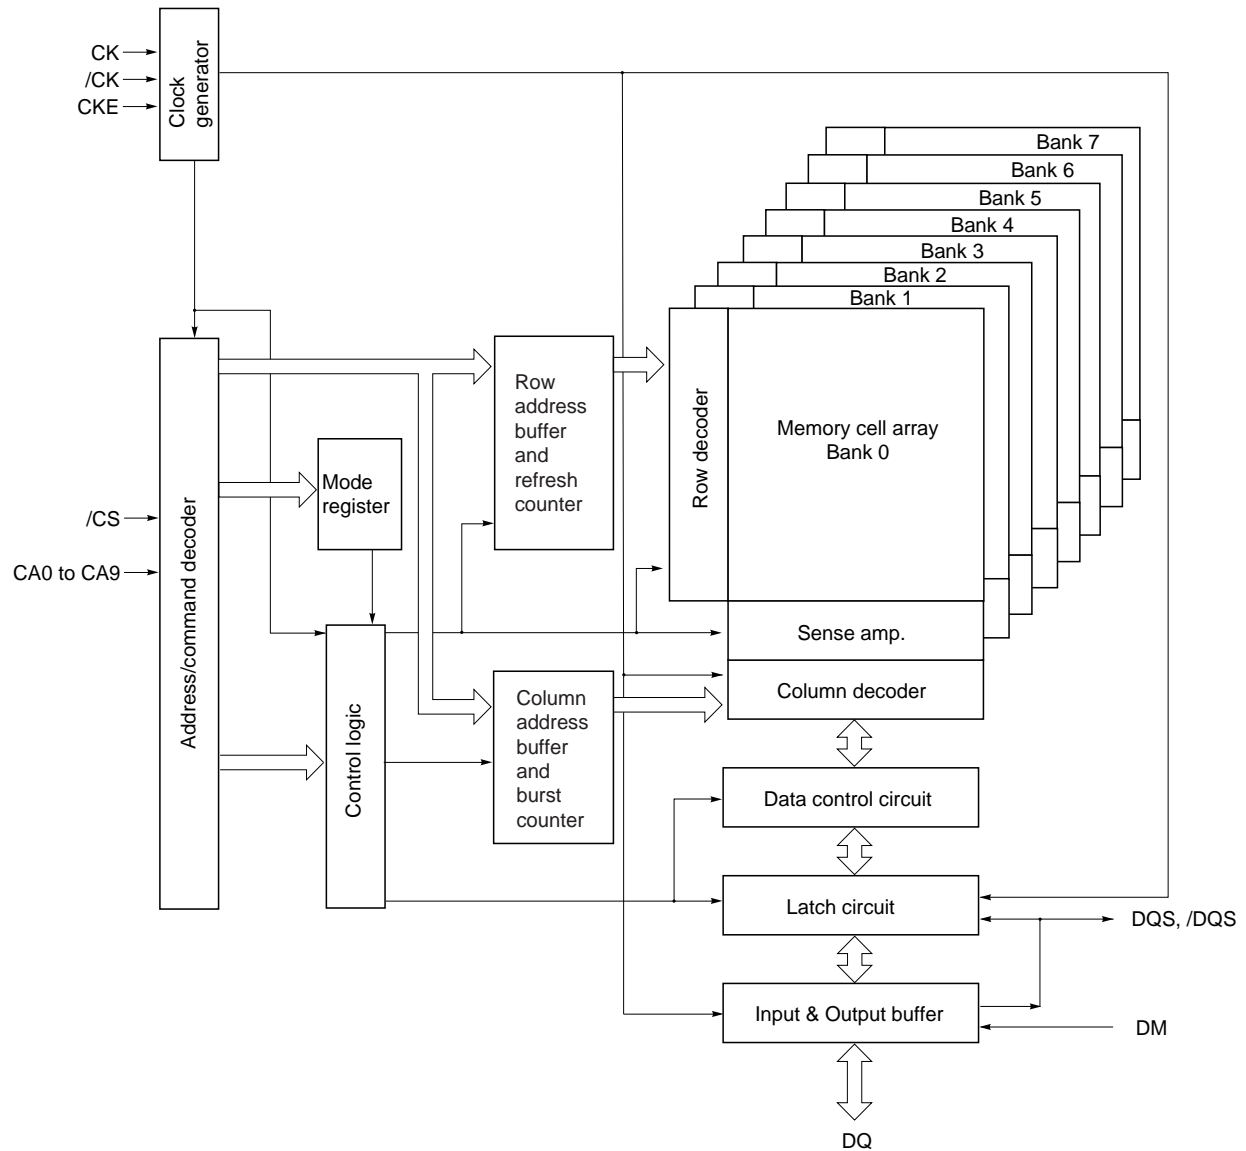 CK
/CK
CKE
Clock
generator
Bank 7
Bank 6
Bank 5
Bank 4
Bank 3
Bank 2
Bank 1
Memory cell array
Bank 0
Row decoder
Row
address
buffer
and
refresh
counter
Mode
register
/CS
CA0 to CA9
Address/command decoder
Sense amp.
Column decoder
Control logic
Column
address
buffer
and
burst
counter
Data control circuit
Latch circuit
DQS, /DQS
Input & Output buffer
DM
DQ